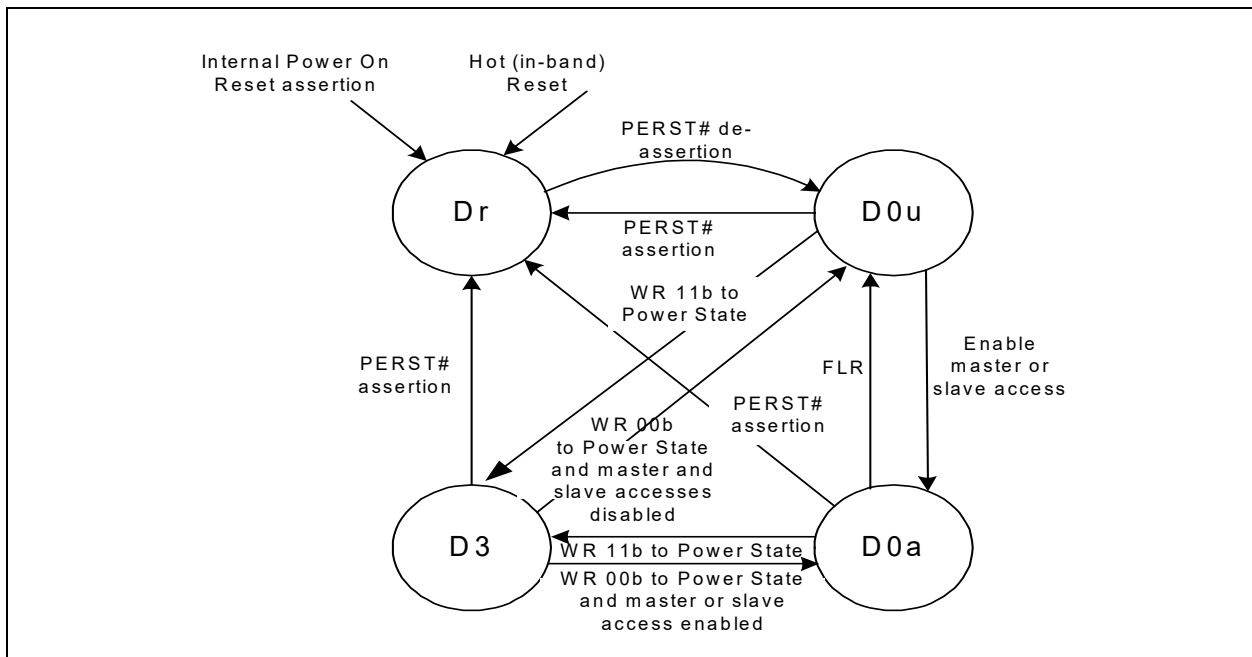 Internal Power On
Reset assertion
Hot (in-band)
Reset
PERST# de-
assertion
Dr
D0u
PERST#
assertion
WR 11b to
Power State
PERST#
assertion
FLR
Enable
master or
slave access
PERST#
assertion
WR 00b
to Power State
and master and
slave accesses
disabled
D3
D0a
WR 11b to Power State
WR 00b to Power State
and master or slave
access enabled